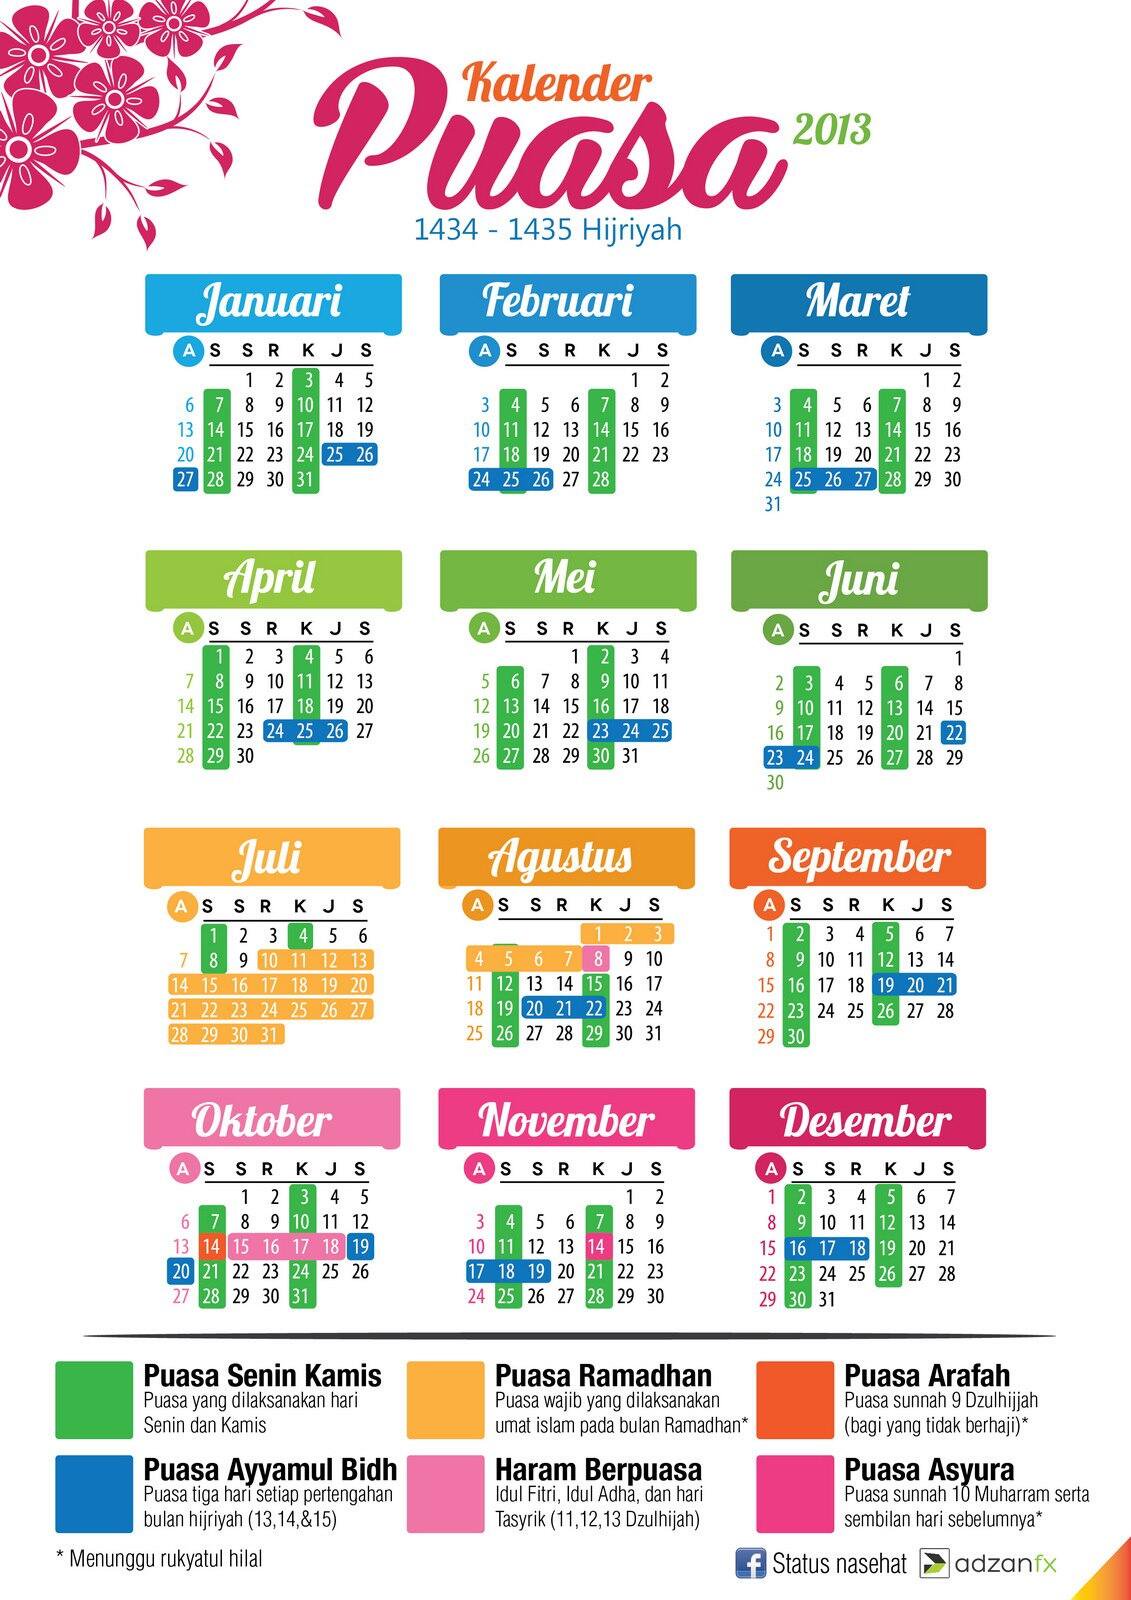 Kalender
Puasa 2013
1434 - 1435 Hijriyah
Januari
A S S R K J S
1 2 3 4 5
6 7 8 9 10 11 12
13 14 15 16 17 18 19
20 21 22 23 24 25 26
27 28 29 30 31
Februari
A S S R K J S
1 2
3 4 5 6 7 8 9
10 11 12 13 14 15 16
17 18 19 20 21 22 23
24 25 26 27 28
Maret
A S S R K J S
1 2
3 4 5 6 7 8 9
10 11 12 13 14 15 16
17 18 19 20 21 22 23
24 25 26 27 28 29 30
31
April
A S S R K J S
1 2 3 4 5 6
7 8 9 10 11 12 13
14 15 16 17 18 19 20
21 22 23 24 25 26 27
28 29 30
Mei
A S S R K J S
1 2 3 4
5 6 7 8 9 10 11
12 13 14 15 16 17 18
19 20 21 22 23 24 25
26 27 28 29 30 31
Juni
A S S R K J S
1
2 3 4 5 6 7 8
9 10 11 12 13 14 15
16 17 18 19 20 21 22
23 24 25 26 27 28 29
30
Juli
A S S R K J S
1 2 3 4 5 6
7 8 9 10 11 12 13
14 15 16 17 18 19 20
21 22 23 24 25 26 27
28 29 30 31
Agustus
A S S R K J S
1 2 3
4 5 6 7 8 9 10
11 12 13 14 15 16 17
18 19 20 21 22 23 24
25 26 27 28 29 30 31
September
A S S R K J S
1 2 3 4 5 6 7
8 9 10 11 12 13 14
15 16 17 18 19 20 21
22 23 24 25 26 27 28
29 30
Oktober
A S S R K J S
1 2 3 4 5
6 7 8 9 10 11 12
13 14 15 16 17 18 19
20 21 22 23 24 25 26
27 28 29 30 31
November
A S S R K J S
1 2
3 4 5 6 7 8 9
10 11 12 13 14 15 16
17 18 19 20 21 22 23
24 25 26 27 28 29 30
Desember
A S S R K J S
1 2 3 4 5 6 7
8 9 10 11 12 13 14
15 16 17 18 19 20 21
22 23 24 25 26 27 28
29 30 31
Puasa Senin Kamis
Puasa yang dilaksanakan hari
Senin dan Kamis
Puasa Ramadhan
Puasa wajib yang dilaksanakan
umat islam pada bulan Ramadhan*
Puasa Arafah
Puasa sunnah 9 Dzulhijjah
(bagi yang tidak berhaji)*
Puasa Ayyamul Bidh
Puasa tiga hari setiap pertengahan
bulan hijriyah (13,14,&15)
Haram Berpuasa
Idul Fitri, Idul Adha, dan hari
Tasyrik (11,12,13 Dzulhijah)
Puasa Asyura
Puasa sunnah 10 Muharram serta
sembilan hari sebelumnya*
* Menunggu rukyatul hilal
f Status nasehat adzanfx